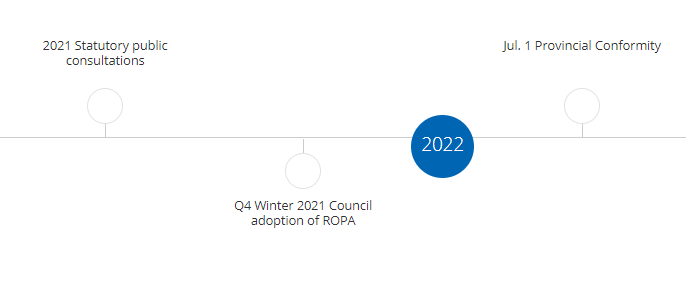 2021 Statutory public
consultations
Q4 Winter 2021 Council
adoption of ROPA
2022
Jul. 1 Provincial Conformity